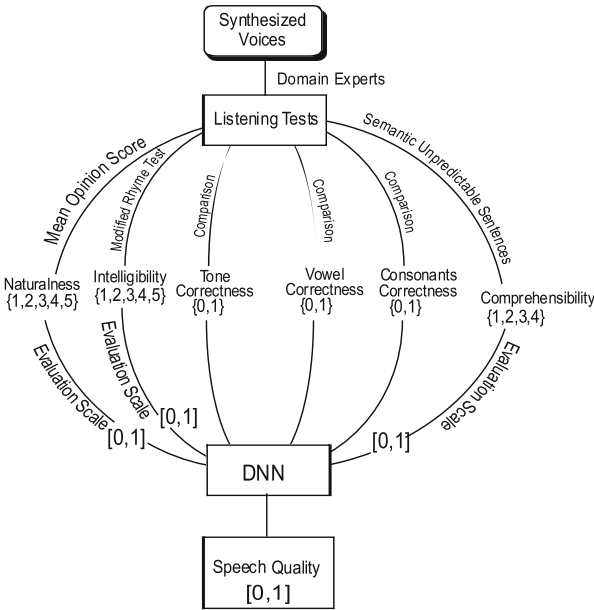 Synthesized
Voices
Domain Experts
Listening Tests
Mean Opinion Score
Modified Rhyme Test
Comparison
Comparison
Comparison
Semantic Unpredictable Sentences
Naturalness
{1,2,3,4,5}
Intelligibility
{1,2,3,4,5}
Tone
Correctness
{0,1}
Vowel
Correctness
{0,1}
Consonants
Correctness
{0,1}
Comprehensibility
{1,2,3,4}
Evaluation Scale
[0,1]
Evaluation Scale
[0,1]
Evaluation Scale
[0,1]
DNN
Speech Quality
[0,1]